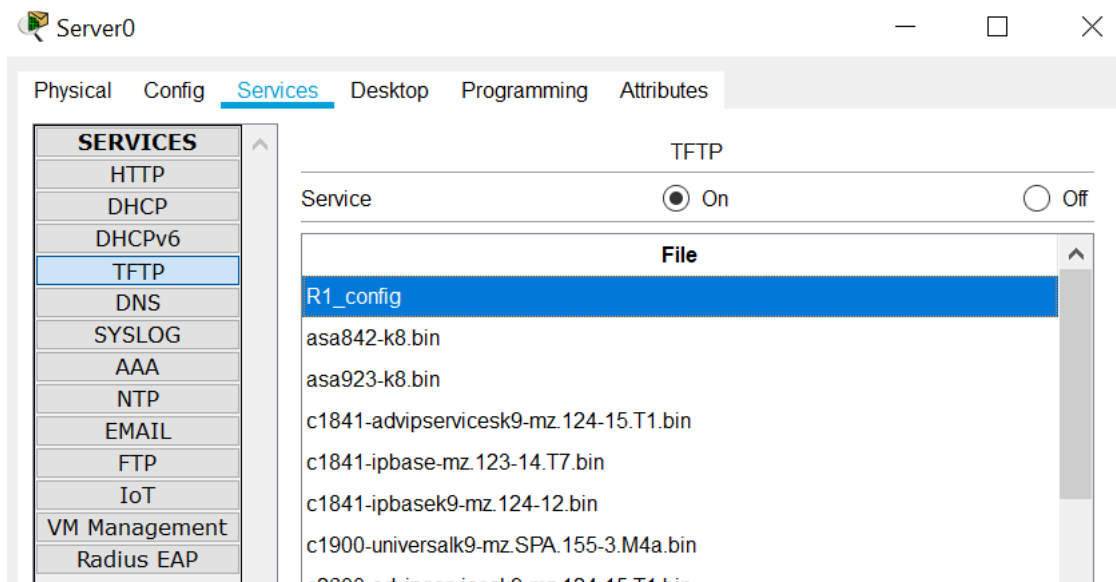 Server0
Physical Config Services Desktop Programming Attributes
SERVICES
HTTP
DHCP
DHCPv6
TFTP
DNS
SYSLOG
AAA
NTP
EMAIL
FTP
IoT
VM Management
Radius EAP
TFTP
Service On Off
File
R1_config
asa842-k8.bin
asa923-k8.bin
c1841-advipservicesk9-mz.124-15.T1.bin
c1841-ipbase-mz.123-14.T7.bin
c1841-ipbasek9-mz.124-12.bin
c1900-universalk9-mz.SPA.155-3.M4a.bin